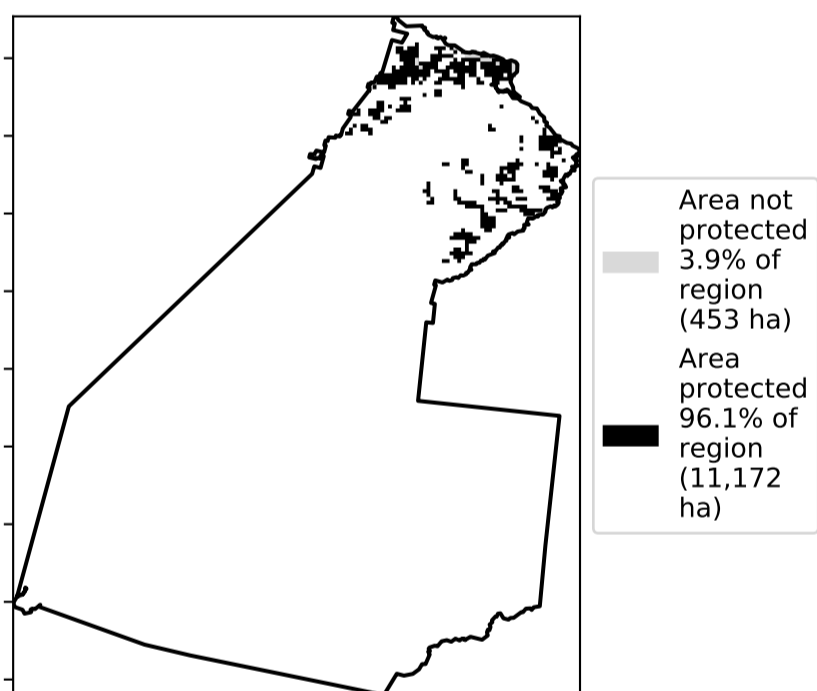 Area not
protected
3.9% of
region
(453 ha)
Area
protected
96.1% of
region
(11,172
ha)